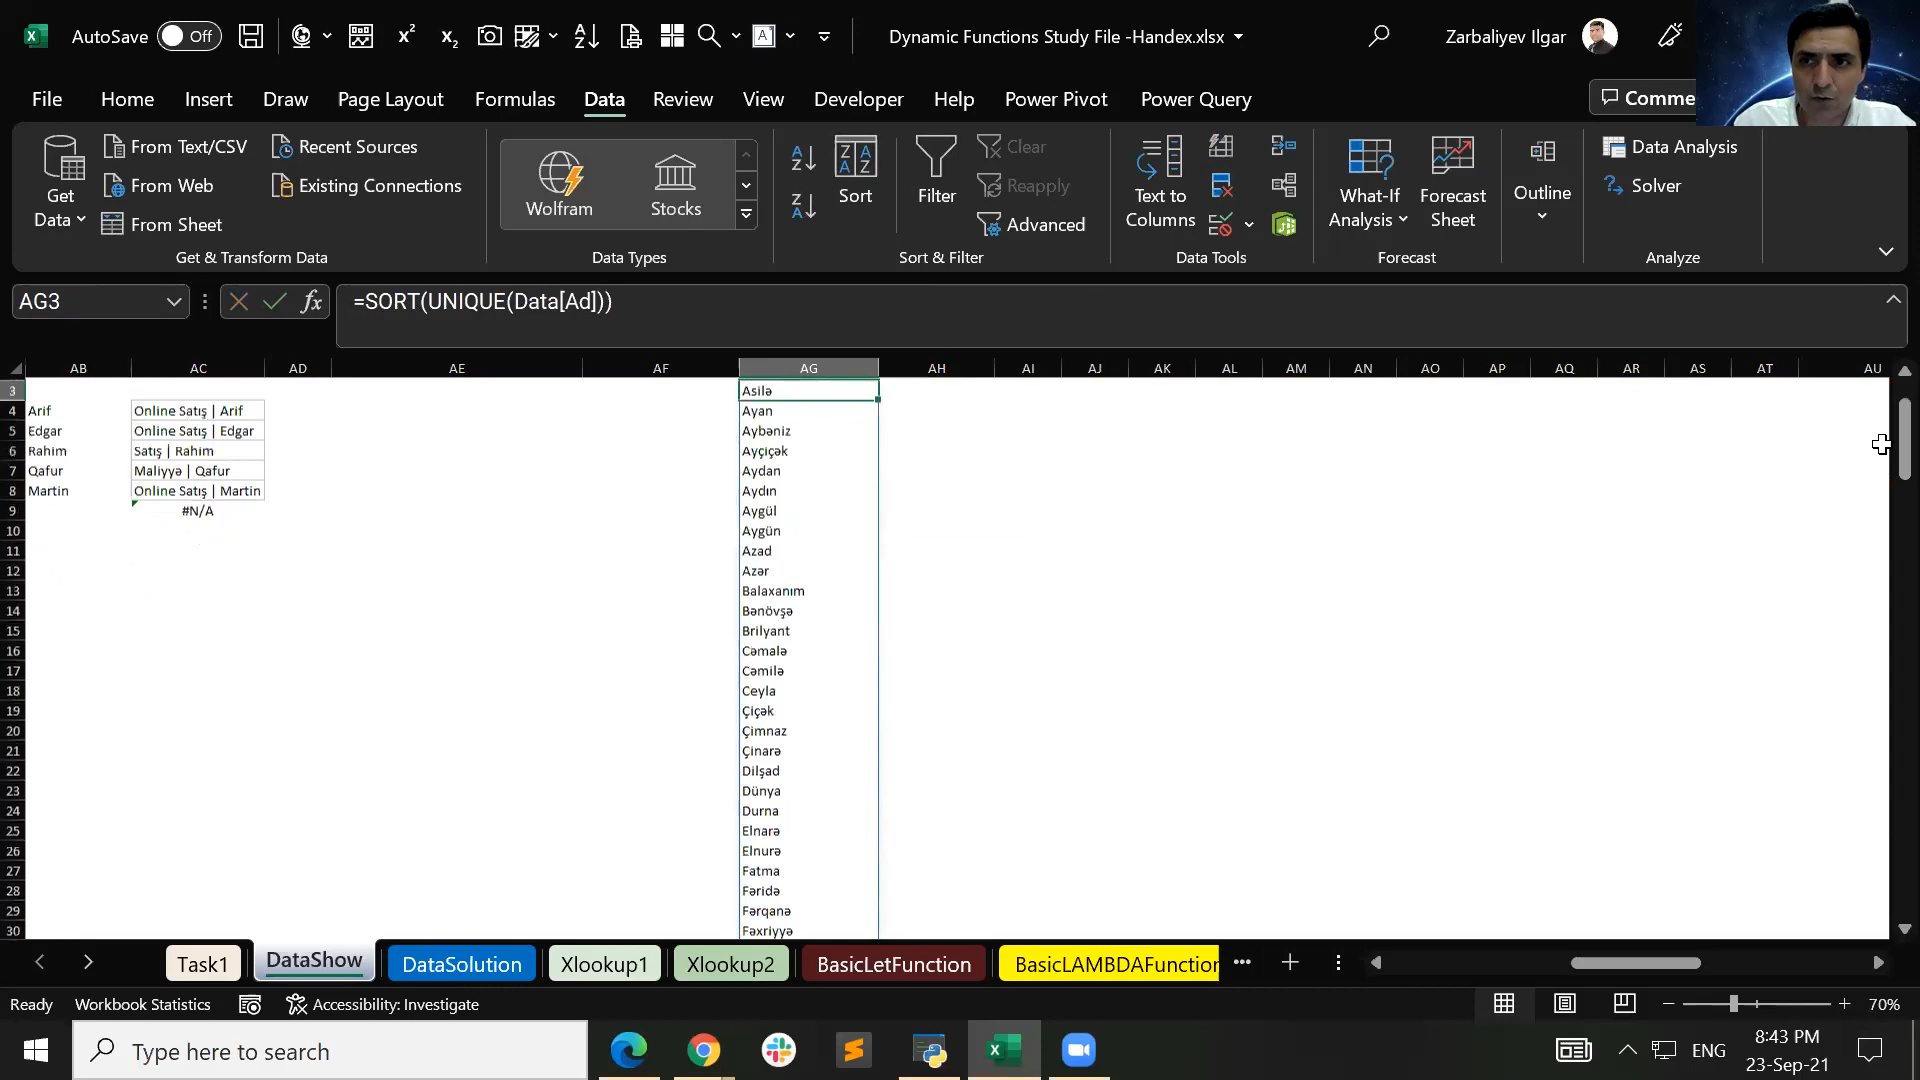 AutoSave Off
Dynamic Functions Study File -Handex.xlsx
Zarbaliyev Ilgar
File Home Insert Draw Page Layout Formulas Data Review View Developer Help Power Pivot Power Query
Comme
Get Data
From Text/CSV
From Web
From Sheet
Recent Sources
Existing Connections
Get & Transform Data
Wolfram
Stocks
Data Types
Sort
Filter
Clear
Reapply
Advanced
Sort & Filter
Text to Columns
Data Tools
What-If Analysis
Forecast Sheet
Forecast
Outline
Data Analysis
Solver
Analyze
AG3
fx
=SORT(UNIQUE(Data[Ad]))
AB AC AD AE AF AG AH AI AJ AK AL AM AN AO AP AQ AR AS AT AU
3 Asilə
4 Arif Online Satış | Arif Ayan
5 Edgar Online Satış | Edgar Aybəniz
6 Rahim Satış | Rahim Ayçiçək
7 Qafur Maliyyə | Qafur Aydan
8 Martin Online Satış | Martin Aydın
9 #N/A Aygül
10 Aygün
11 Azad
12 Azər
13 Balaxanım
14 Bənövşə
15 Brilyant
16 Cəmalə
17 Cəmilə
18 Ceyla
19 Çiçək
20 Çimnaz
21 Çinarə
22 Dilşad
23 Dünya
24 Durna
25 Elnarə
26 Elnurə
27 Fatma
28 Fəridə
29 Fərqanə
30 Fəxriyyə
Task1 DataShow DataSolution Xlookup1 Xlookup2 BasicLetFunction BasicLAMBDAFunction
Ready Workbook Statistics Accessibility: Investigate 70%
Type here to search
ENG
8:43 PM
23-Sep-21